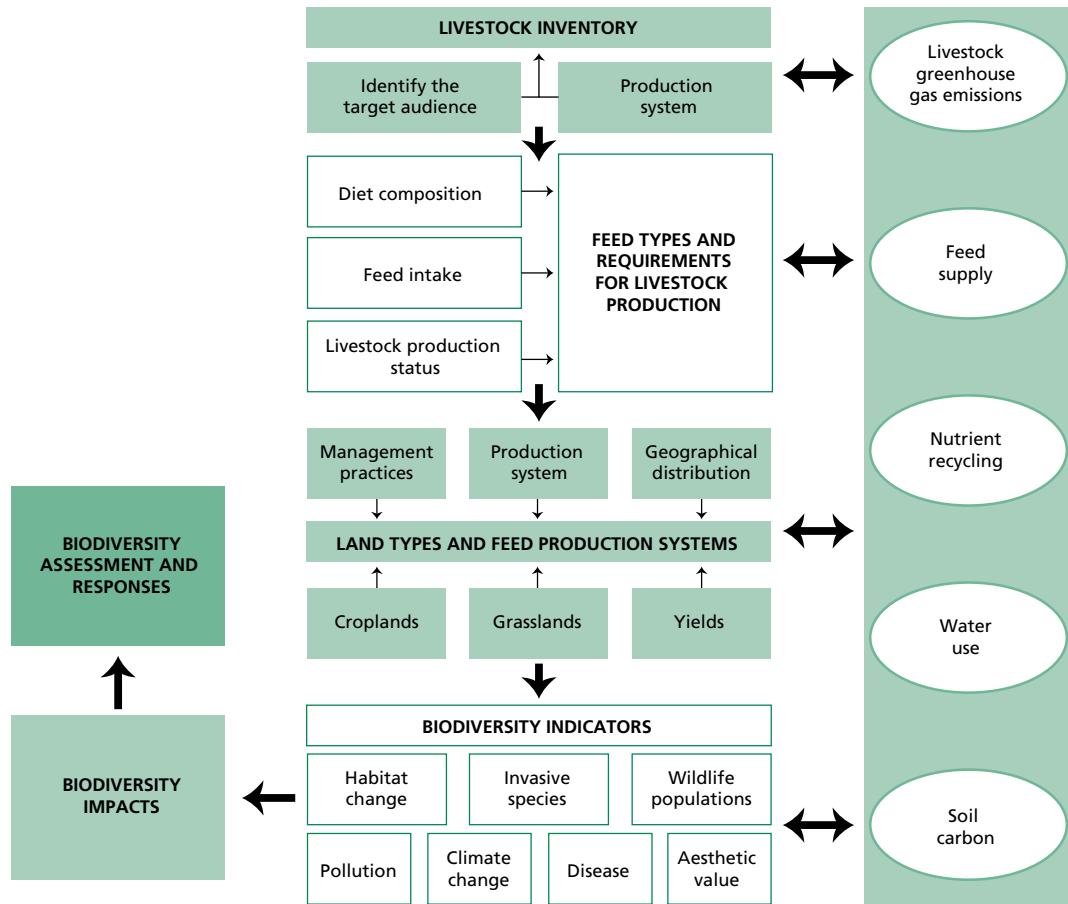 LIVESTOCK INVENTORY
Identify the
target audience
Production
system
Diet composition
Feed intake
Livestock production
status
FEED TYPES AND
REQUIREMENTS
FOR LIVESTOCK
PRODUCTION
Management
practices
Production
system
Geographical
distribution
LAND TYPES AND FEED PRODUCTION SYSTEMS
Croplands
Grasslands
Yields
BIODIVERSITY INDICATORS
Habitat
change
Invasive
species
Wildlife
populations
Pollution
Climate
change
Disease
Aesthetic
value
BIODIVERSITY
IMPACTS
BIODIVERSITY
ASSESSMENT AND
RESPONSES
Livestock
greenhouse
gas emissions
Feed
supply
Nutrient
recycling
Water
use
Soil
carbon